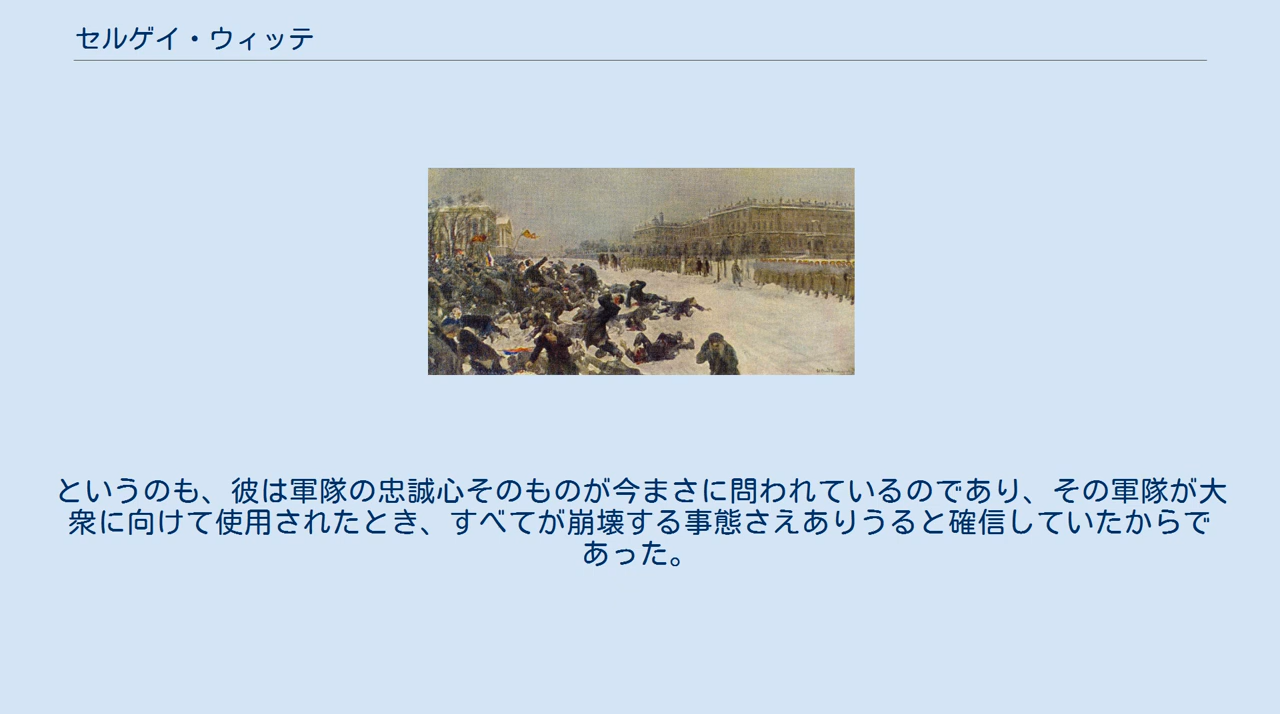 セルゲイ・ウィッテ
というのも、彼は軍隊の忠誠心そのものが今まさに問われているのであり、その軍隊が大
衆に向けて使用されたとき、すべてが崩壊する事態さえありうると確信していたからで
あった。